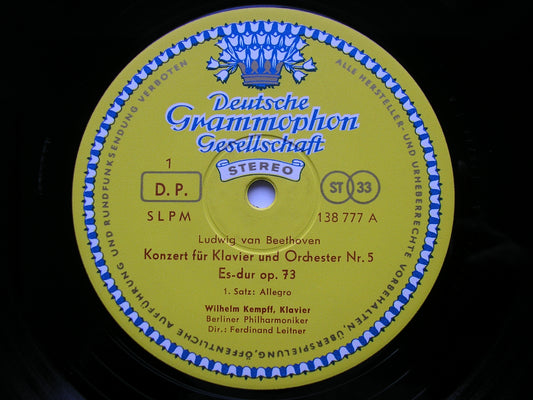 Deutsche
Grammophon
Gesellschaft
STEREO
1
D. P.
ST 33
SLPM
138 777 A
Ludwig van Beethoven
Konzert für Klavier und Orchester Nr. 5
Es-dur op. 73
1. Satz: Allegro
Wilhelm Kempff, Klavier
Berliner Philharmoniker
Dir.: Ferdinand Leitner
ALLE HERSTELLER- UND URHEBERRECHTE VORBEHALTEN, ÜBERSPIELUNG, ÖFFENTLICHE AUFFÜHRUNG UND RUNDFUNKSENDUNG VERBOTEN